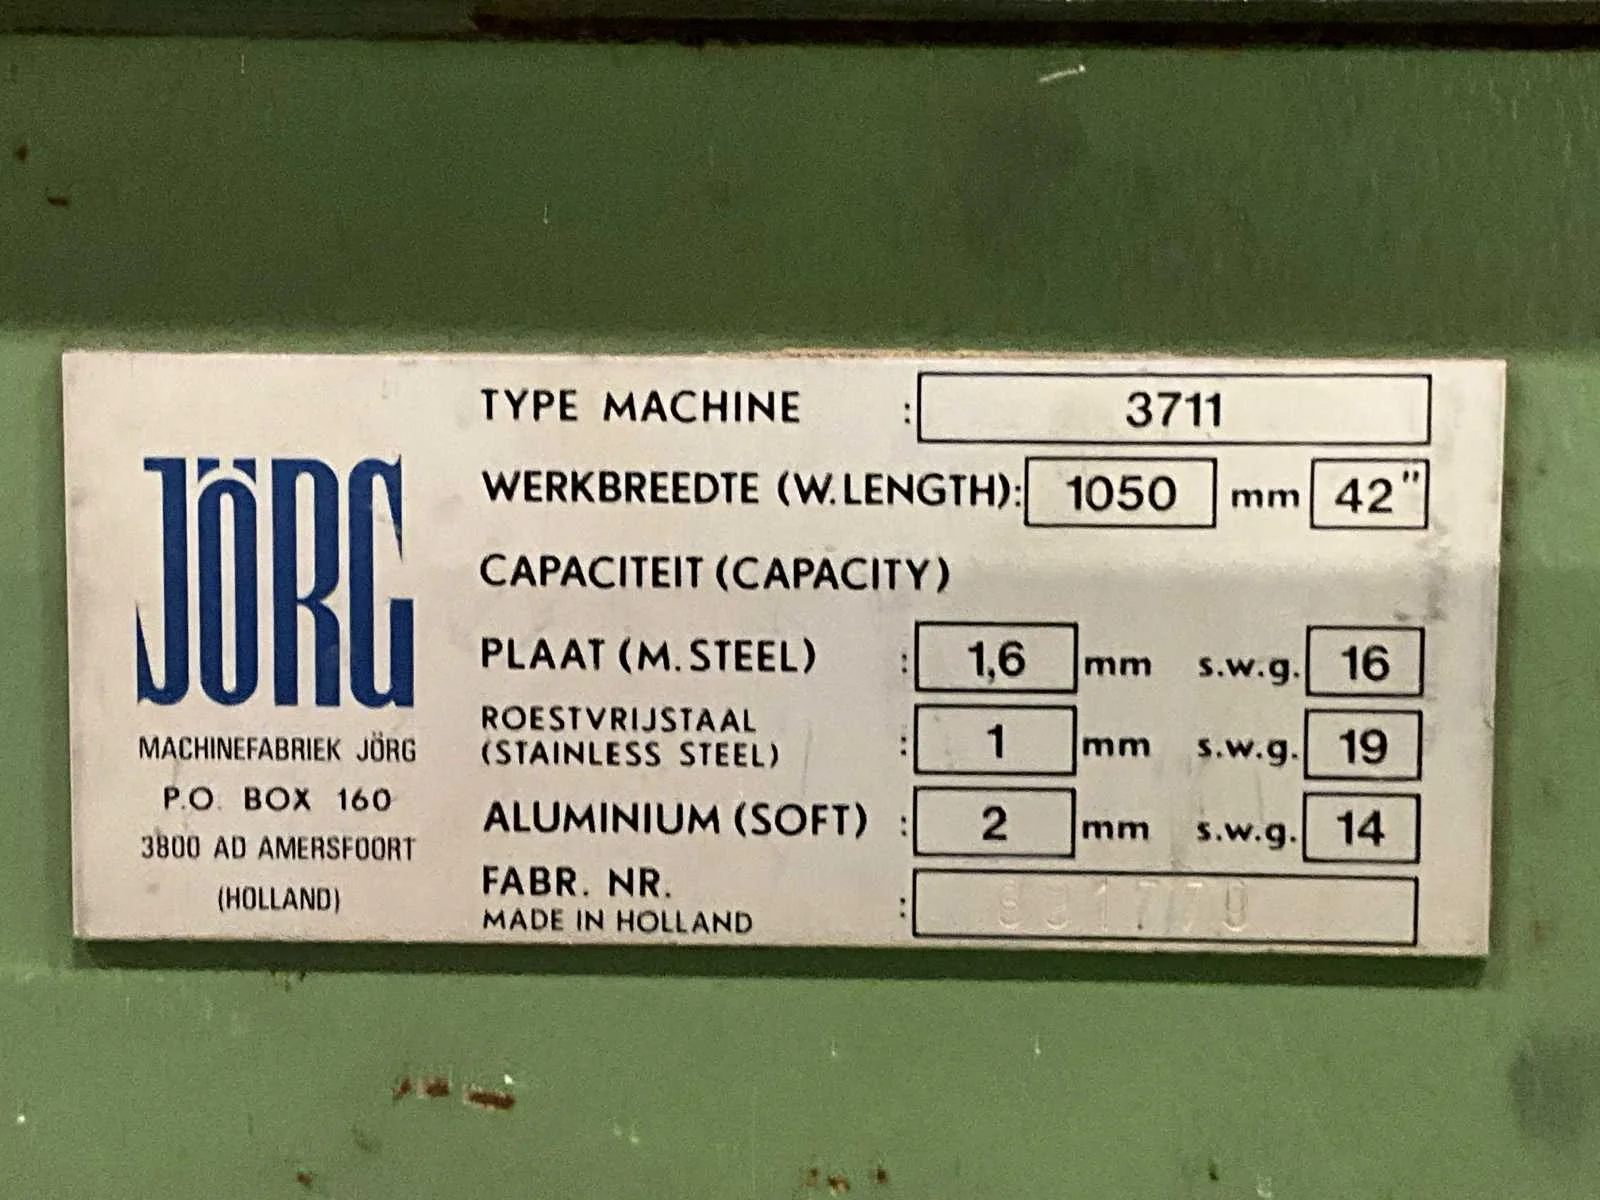 JÖRG
MACHINEFABRIEK JÖRG
P.O. BOX 160
3800 AD AMERSFOORT
(HOLLAND)
TYPE MACHINE : 3711
WERKBREEDTE (W.LENGTH): 1050 mm 42"
CAPACITEIT (CAPACITY)
PLAAT (M. STEEL) : 1,6 mm s.w.g. 16
ROESTVRIJSTAAL
(STAINLESS STEEL) : 1 mm s.w.g. 19
ALUMINIUM (SOFT) : 2 mm s.w.g. 14
FABR. NR. :
MADE IN HOLLAND